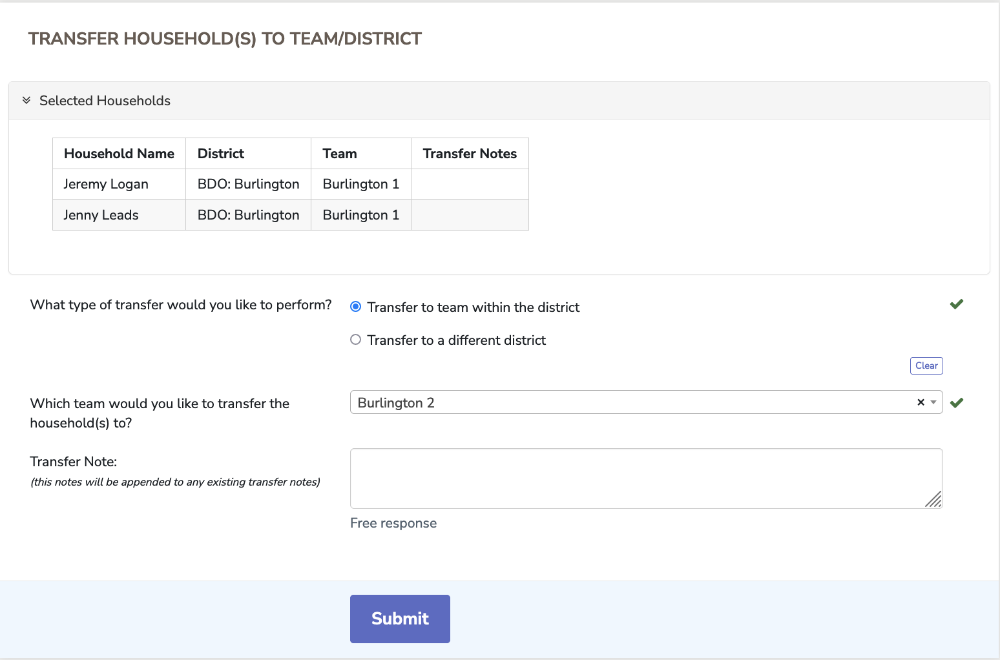 TRANSFER HOUSEHOLD(S) TO TEAM/DISTRICT
Selected Households
Household Name District Team Transfer Notes
Jeremy Logan BDO: Burlington Burlington 1
Jenny Leads BDO: Burlington Burlington 1
What type of transfer would you like to perform?
Transfer to team within the district
Transfer to a different district
Clear
Which team would you like to transfer the
household(s) to?
Burlington 2
Transfer Note:
(this notes will be appended to any existing transfer notes)
Free response
Submit